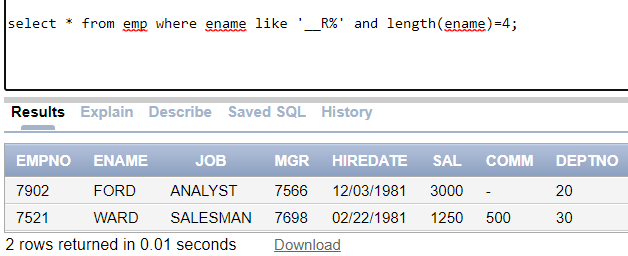 select * from emp where ename like '__R%' and length(ename)=4;
Results Explain Describe Saved SQL History
EMPNO ENAME JOB MGR HIREDATE SAL COMM DEPTNO
7902 FORD ANALYST 7566 12/03/1981 3000 - 20
7521 WARD SALESMAN 7698 02/22/1981 1250 500 30
2 rows returned in 0.01 seconds Download